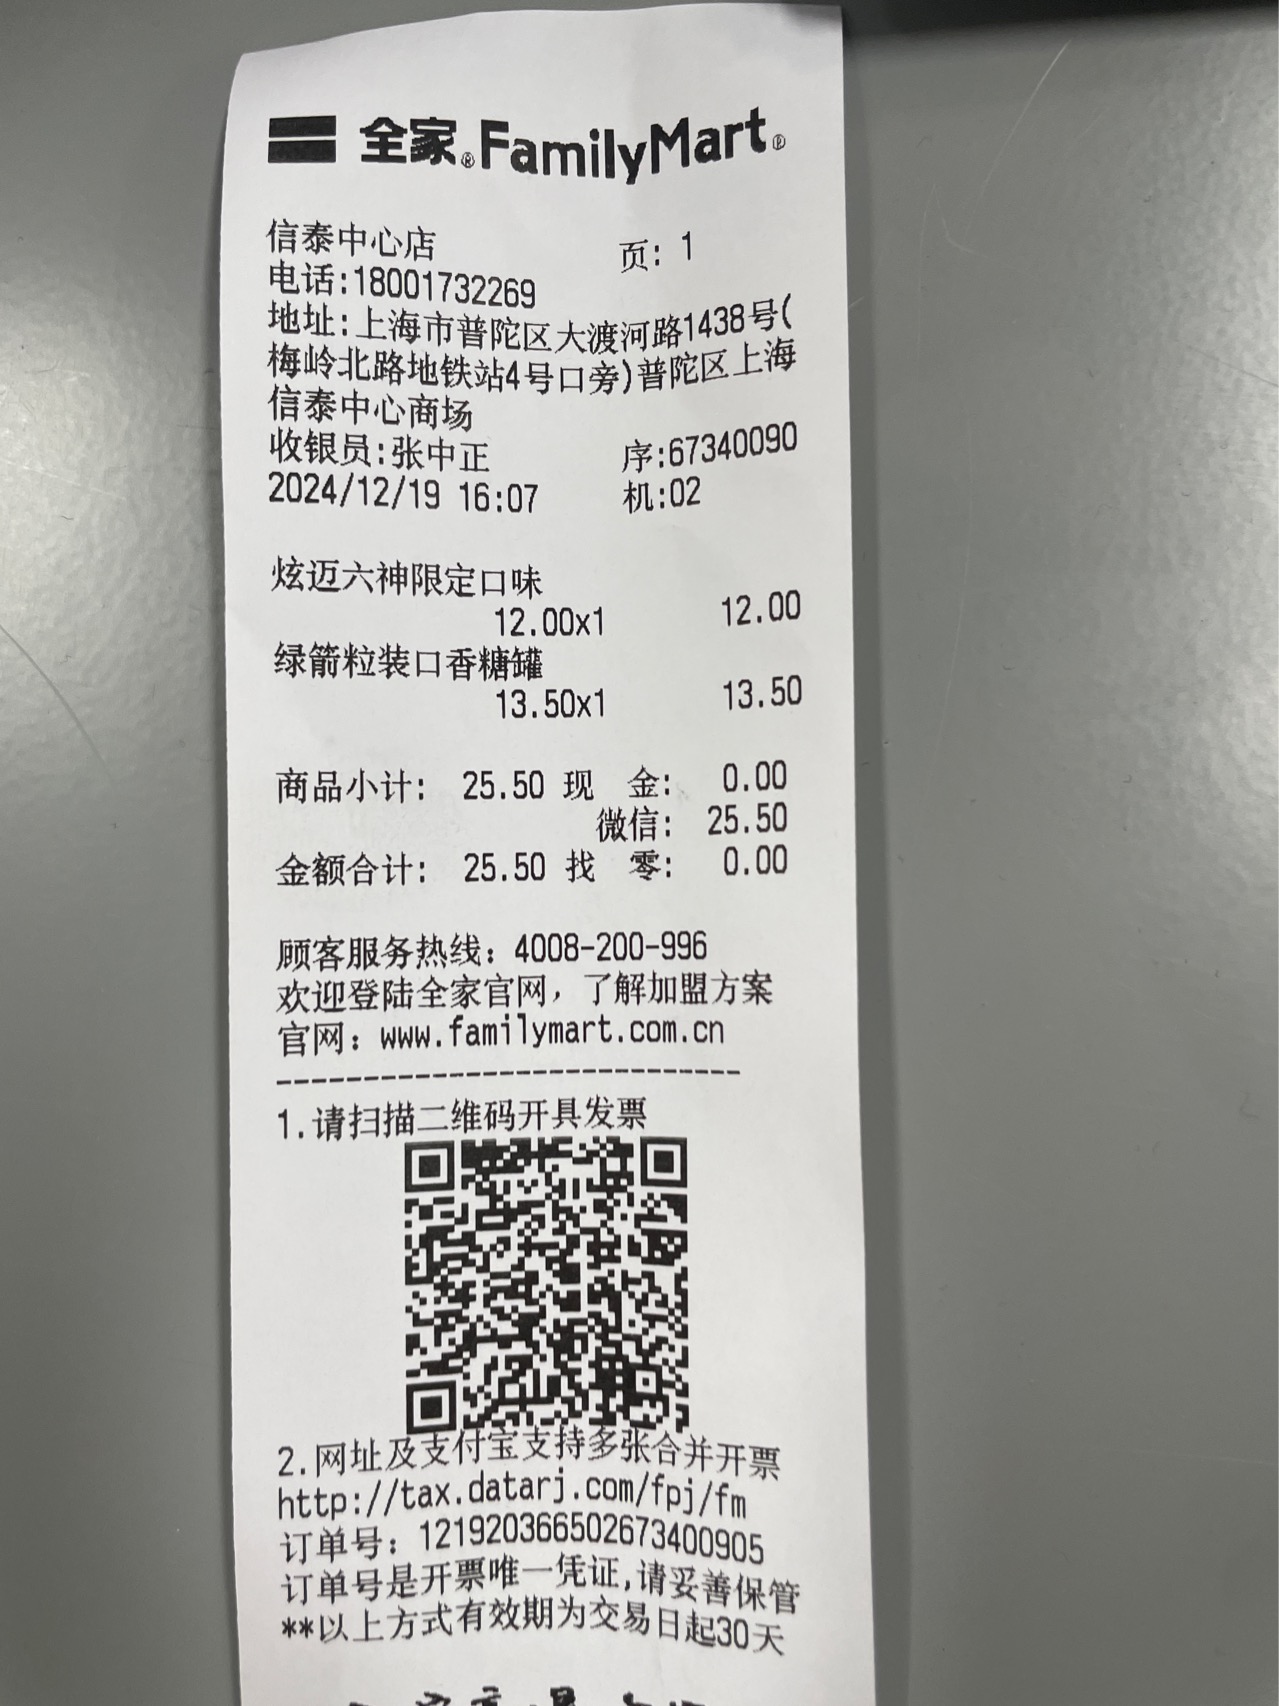 全家® FamilyMart®
信泰中心店 页: 1
电话:18001732269
地址:上海市普陀区大渡河路1438号(
梅岭北路地铁站4号口旁)普陀区上海
信泰中心商场
收银员:张中正 序:67340090
2024/12/19 16:07 机:02
炫迈六神限定口味
12.00x1 12.00
绿箭粒装口香糖罐
13.50x1 13.50
商品小计: 25.50 现 金: 0.00
微信: 25.50
金额合计: 25.50 找 零: 0.00
顾客服务热线: 4008-200-996
欢迎登陆全家官网，了解加盟方案
官网: www.familymart.com.cn
---------------------------
1.请扫描二维码开具发票
2.网址及支付宝支持多张合并开票
http://tax.datarj.com/fpj/fm
订单号: 121920366502673400905
订单号是开票唯一凭证,请妥善保管
**以上方式有效期为交易日起30天